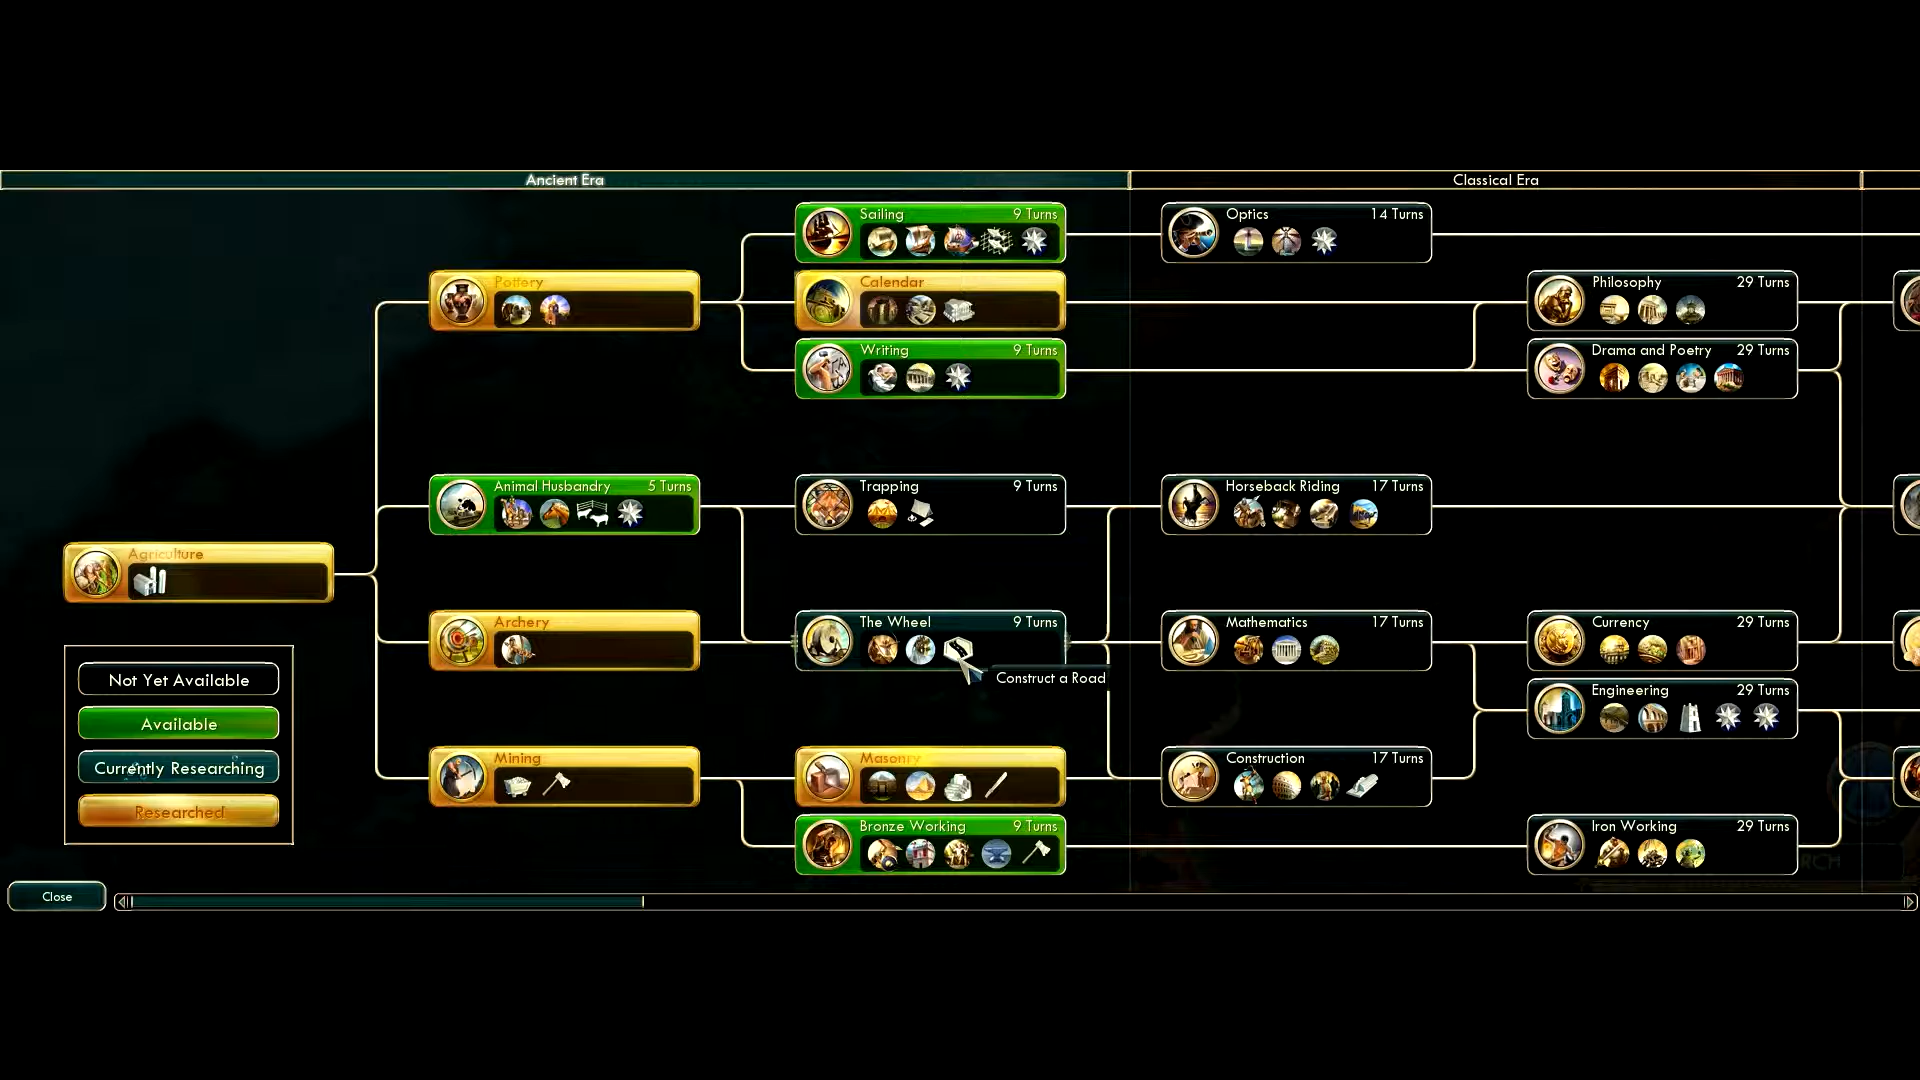 Ancient Era
Classical Era
Sailing 9 Turns
Optics 14 Turns
Pottery
Calendar
Philosophy 29 Turns
Writing 9 Turns
Drama and Poetry 29 Turns
Animal Husbandry 5 Turns
Trapping 9 Turns
Horseback Riding 17 Turns
Agriculture
Archery
The Wheel 9 Turns
Mathematics 17 Turns
Currency 29 Turns
Construct a Road
Not Yet Available
Engineering 29 Turns
Available
Mining
Masonry
Construction 17 Turns
Currently Researching
Researched
Bronze Working 9 Turns
Iron Working 29 Turns
Close